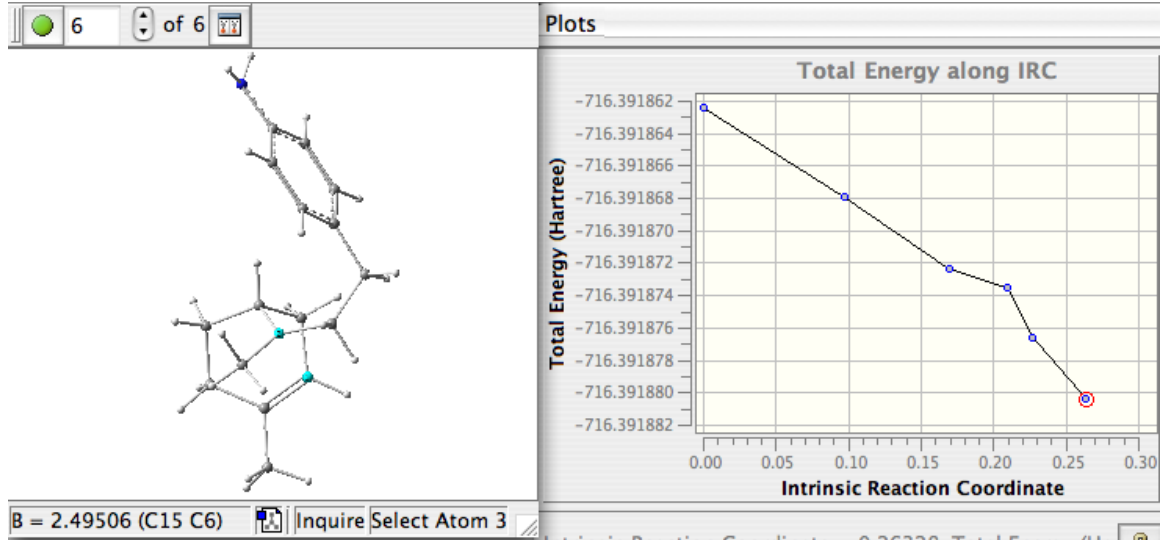 6 of 6
Plots
Total Energy along IRC
Total Energy (Hartree)
-716.391862
-716.391864
-716.391866
-716.391868
-716.391870
-716.391872
-716.391874
-716.391876
-716.391878
-716.391880
-716.391882
0.00 0.05 0.10 0.15 0.20 0.25 0.30
Intrinsic Reaction Coordinate
B = 2.49506 (C15 C6) Inquire Select Atom 3